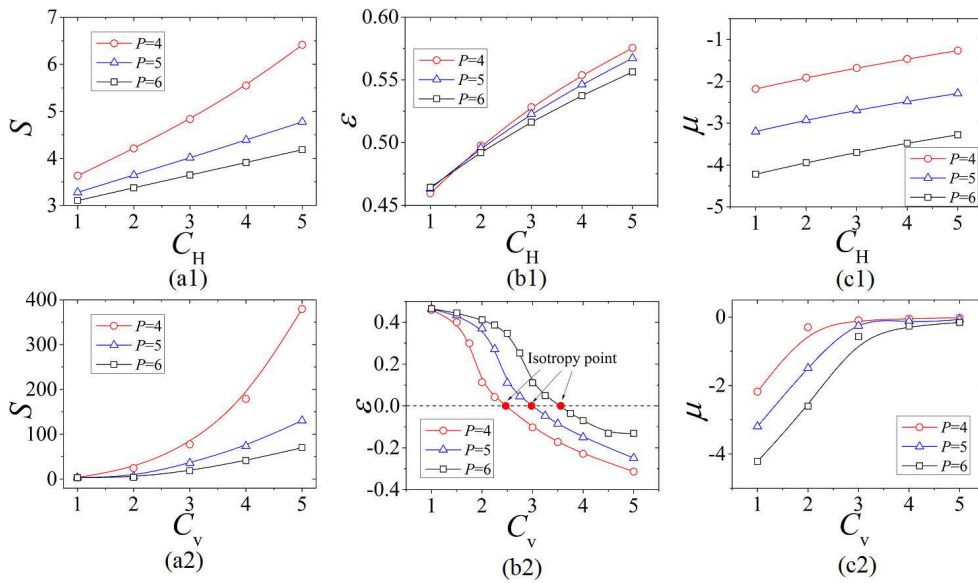 S
6
5
4
3
P=4
P=5
P=6
1 2 3 4 5
C_H
(a1)
ε
0.60
0.55
0.50
0.45
P=4
P=5
P=6
1 2 3 4 5
C_H
(b1)
μ
-1
-2
-3
-4
-5
P=4
P=5
P=6
1 2 3 4 5
C_H
(c1)
S
400
300
200
100
0
P=4
P=5
P=6
1 2 3 4 5
C_v
(a2)
ε
0.4
0.2
0.0
-0.2
-0.4
Isotropy point
P=4
P=5
P=6
1 2 3 4 5
C_v
(b2)
μ
0
-2
-4
P=4
P=5
P=6
1 2 3 4 5
C_v
(c2)